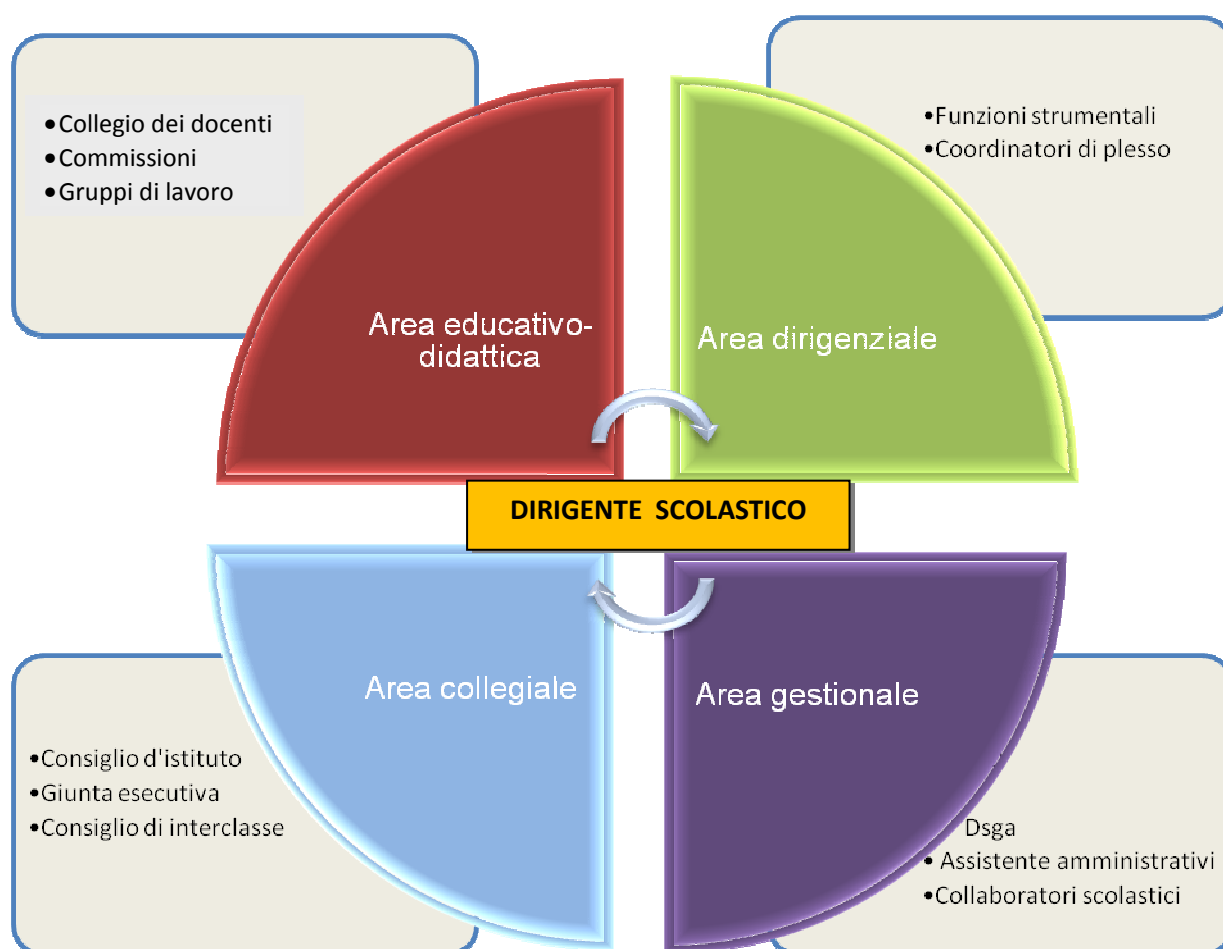 •Collegio dei docenti
•Commissioni
•Gruppi di lavoro
•Funzioni strumentali
•Coordinatori di plesso
Area educativo-
didattica
Area dirigenziale
DIRIGENTE SCOLASTICO
Area collegiale
Area gestionale
•Consiglio d'istituto
•Giunta esecutiva
•Consiglio di interclasse
Dsga
• Assistente amministrativi
•Collaboratori scolastici